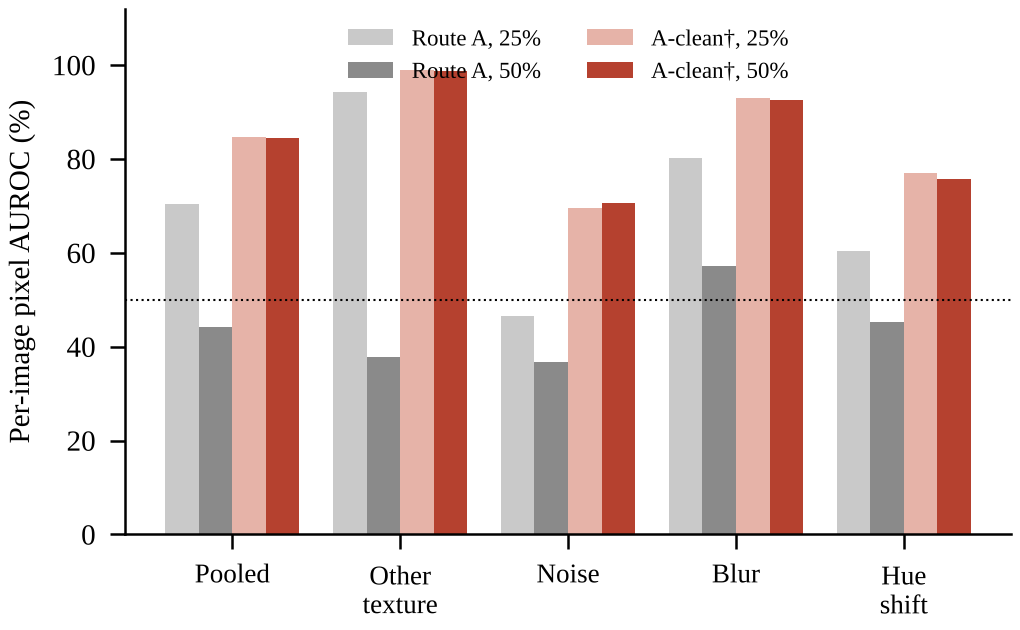 Route A, 25%
A-clean†, 25%
Route A, 50%
A-clean†, 50%
Per-image pixel AUROC (%)
100
80
60
40
20
0
Pooled
Other
texture
Noise
Blur
Hue
shift